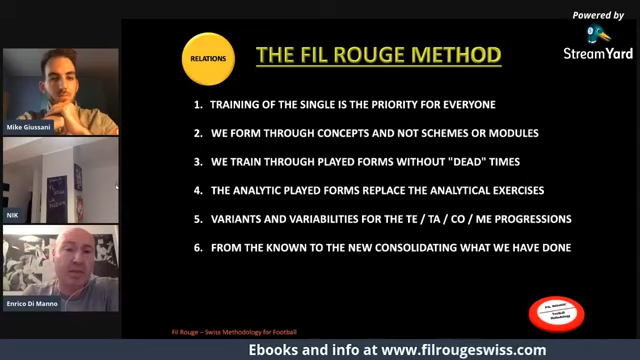 Powered by
StreamYard
RELATIONS
THE FIL ROUGE METHOD
1. TRAINING OF THE SINGLE IS THE PRIORITY FOR EVERYONE
2. WE FORM THROUGH CONCEPTS AND NOT SCHEMES OR MODULES
3. WE TRAIN THROUGH PLAYED FORMS WITHOUT "DEAD" TIMES
4. THE ANALYTIC PLAYED FORMS REPLACE THE ANALYTICAL EXERCISES
5. VARIANTS AND VARIABILITIES FOR THE TE / TA / CO / ME PROGRESSIONS
6. FROM THE KNOWN TO THE NEW CONSOLIDATING WHAT WE HAVE DONE
Mike Giussani
NIK
Enrico Di Manno
Fil Rouge – Swiss Methodology for Football
Ebooks and info at www.filrougeswiss.com